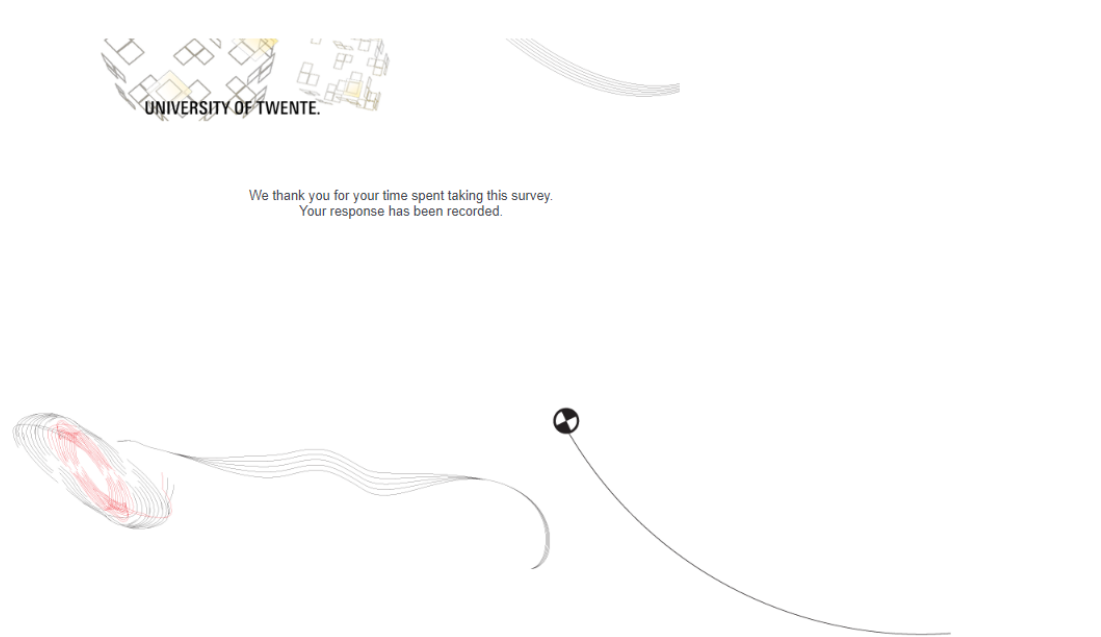 UNIVERSITY OF TWENTE.
We thank you for your time spent taking this survey.
Your response has been recorded.